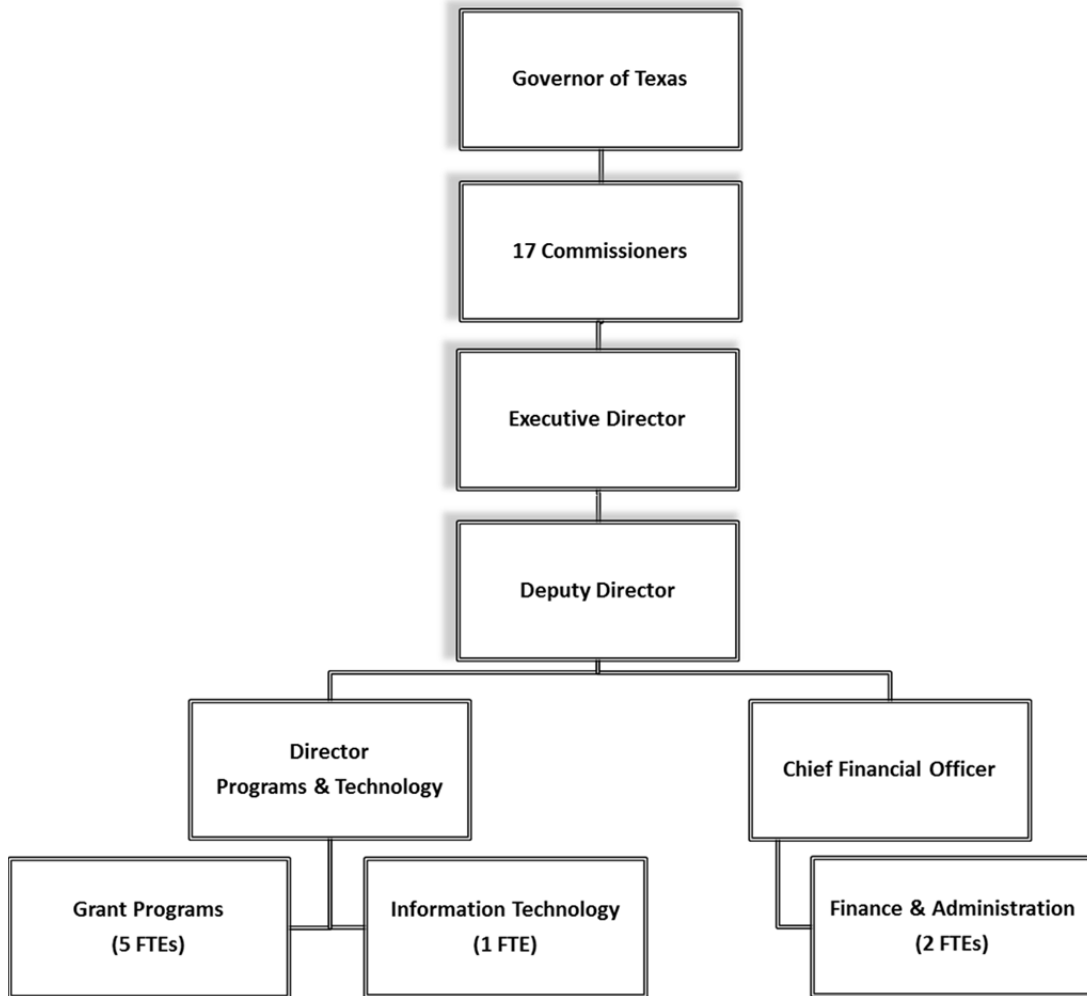 Governor of Texas
17 Commissioners
Executive Director
Deputy Director
Director
Programs & Technology
Chief Financial Officer
Grant Programs
(5 FTEs)
Information Technology
(1 FTE)
Finance & Administration
(2 FTEs)